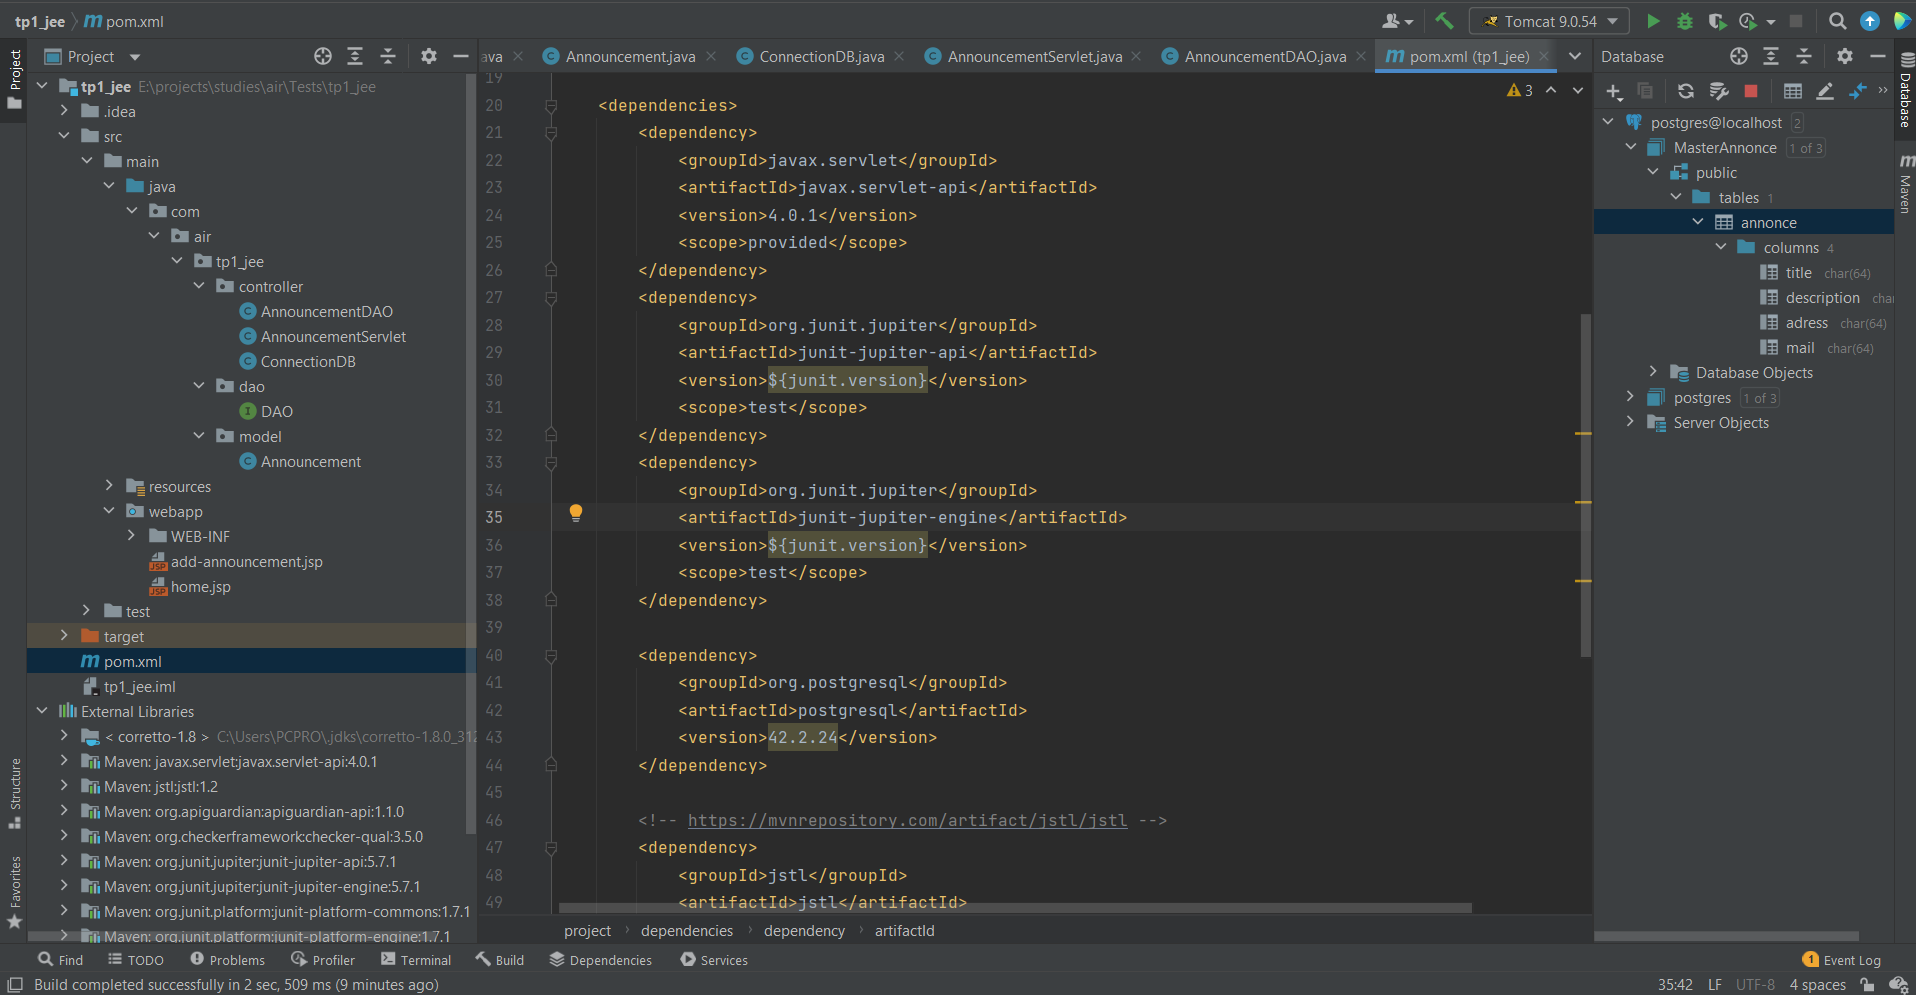 tp1_jee
pom.xml
Tomcat 9.0.54
Project
Project
ava
Announcement.java
ConnectionDB.java
AnnouncementServlet.java
AnnouncementDAO.java
pom.xml (tp1_jee)
Database
Database
Maven
tp1_jee E:\projects\studies\air\Tests\tp1_jee
.idea
src
main
java
com
air
tp1_jee
controller
AnnouncementDAO
AnnouncementServlet
ConnectionDB
dao
DAO
model
Announcement
resources
webapp
WEB-INF
add-announcement.jsp
home.jsp
test
target
pom.xml
tp1_jee.iml
External Libraries
< corretto-1.8 > C:\Users\PCPRO\.jdks\corretto-1.8.0_312
Maven: javax.servlet:javax.servlet-api:4.0.1
Maven: jstl:jstl:1.2
Maven: org.apiguardian:apiguardian-api:1.1.0
Maven: org.checkerframework:checker-qual:3.5.0
Maven: org.junit.jupiter:junit-jupiter-api:5.7.1
Maven: org.junit.jupiter:junit-jupiter-engine:5.7.1
Maven: org.junit.platform:junit-platform-commons:1.7.1
Maven: org.junit.platform:junit-platform-engine:1.7.1
Structure
Favorites
19
20 <dependencies>
21 <dependency>
22 <groupId>javax.servlet</groupId>
23 <artifactId>javax.servlet-api</artifactId>
24 <version>4.0.1</version>
25 <scope>provided</scope>
26 </dependency>
27 <dependency>
28 <groupId>org.junit.jupiter</groupId>
29 <artifactId>junit-jupiter-api</artifactId>
30 <version>${junit.version}</version>
31 <scope>test</scope>
32 </dependency>
33 <dependency>
34 <groupId>org.junit.jupiter</groupId>
35 <artifactId>junit-jupiter-engine</artifactId>
36 <version>${junit.version}</version>
37 <scope>test</scope>
38 </dependency>
39
40 <dependency>
41 <groupId>org.postgresql</groupId>
42 <artifactId>postgresql</artifactId>
43 <version>42.2.24</version>
44 </dependency>
45
46 <!-- https://mvnrepository.com/artifact/jstl/jstl -->
47 <dependency>
48 <groupId>jstl</groupId>
49 <artifactId>jstl</artifactId>
3
project
dependencies
dependency
artifactId
postgres@localhost 2
MasterAnnonce 1 of 3
public
tables 1
annonce
columns 4
title char(64)
description cha
adress char(64)
mail char(64)
Database Objects
postgres 1 of 3
Server Objects
Find
TODO
Problems
Profiler
Terminal
Build
Dependencies
Services
1 Event Log
Build completed successfully in 2 sec, 509 ms (9 minutes ago)
35:42 LF UTF-8 4 spaces